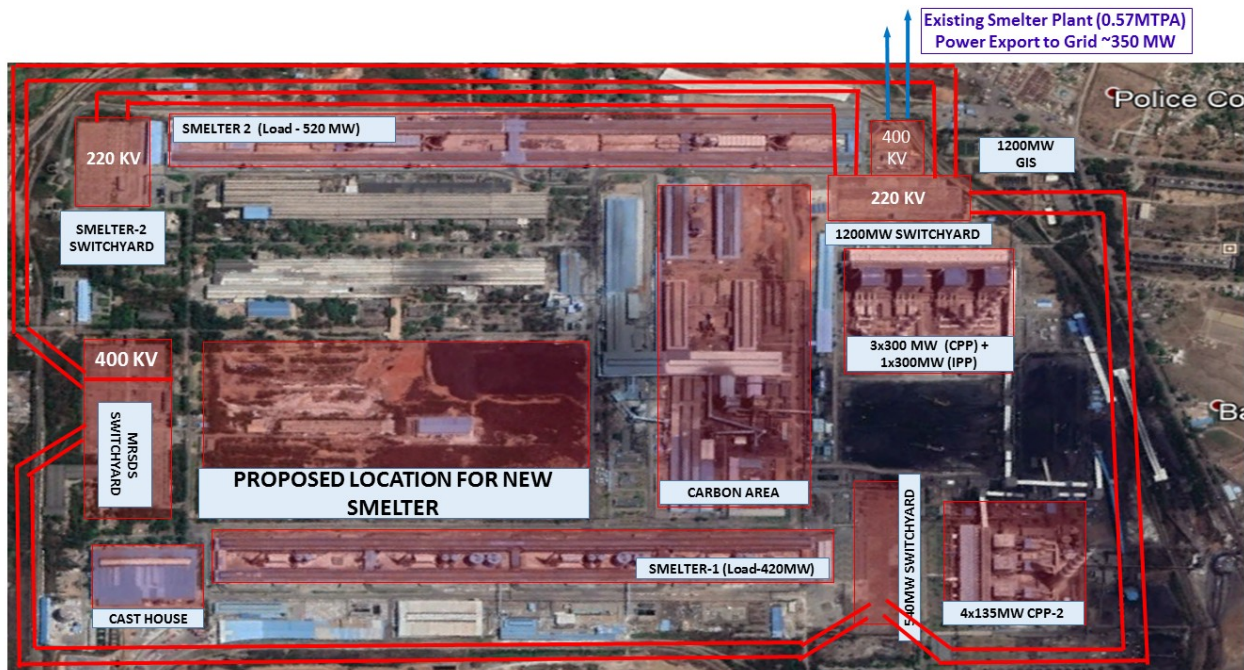 Existing Smelter Plant (0.57MTPA)
Power Export to Grid ~350 MW
Police Co
SMELTER 2 (Load - 520 MW)
400
KV
1200MW
GIS
220 KV
220 KV
SMELTER-2
SWITCHYARD
1200MW SWITCHYARD
400 KV
3x300 MW (CPP) +
1x300MW (IPP)
Ba
MRSDS
SWITCHYARD
PROPOSED LOCATION FOR NEW
SMELTER
CARBON AREA
540MW SWITCHYARD
SMELTER-1 (Load-420MW)
CAST HOUSE
4x135MW CPP-2